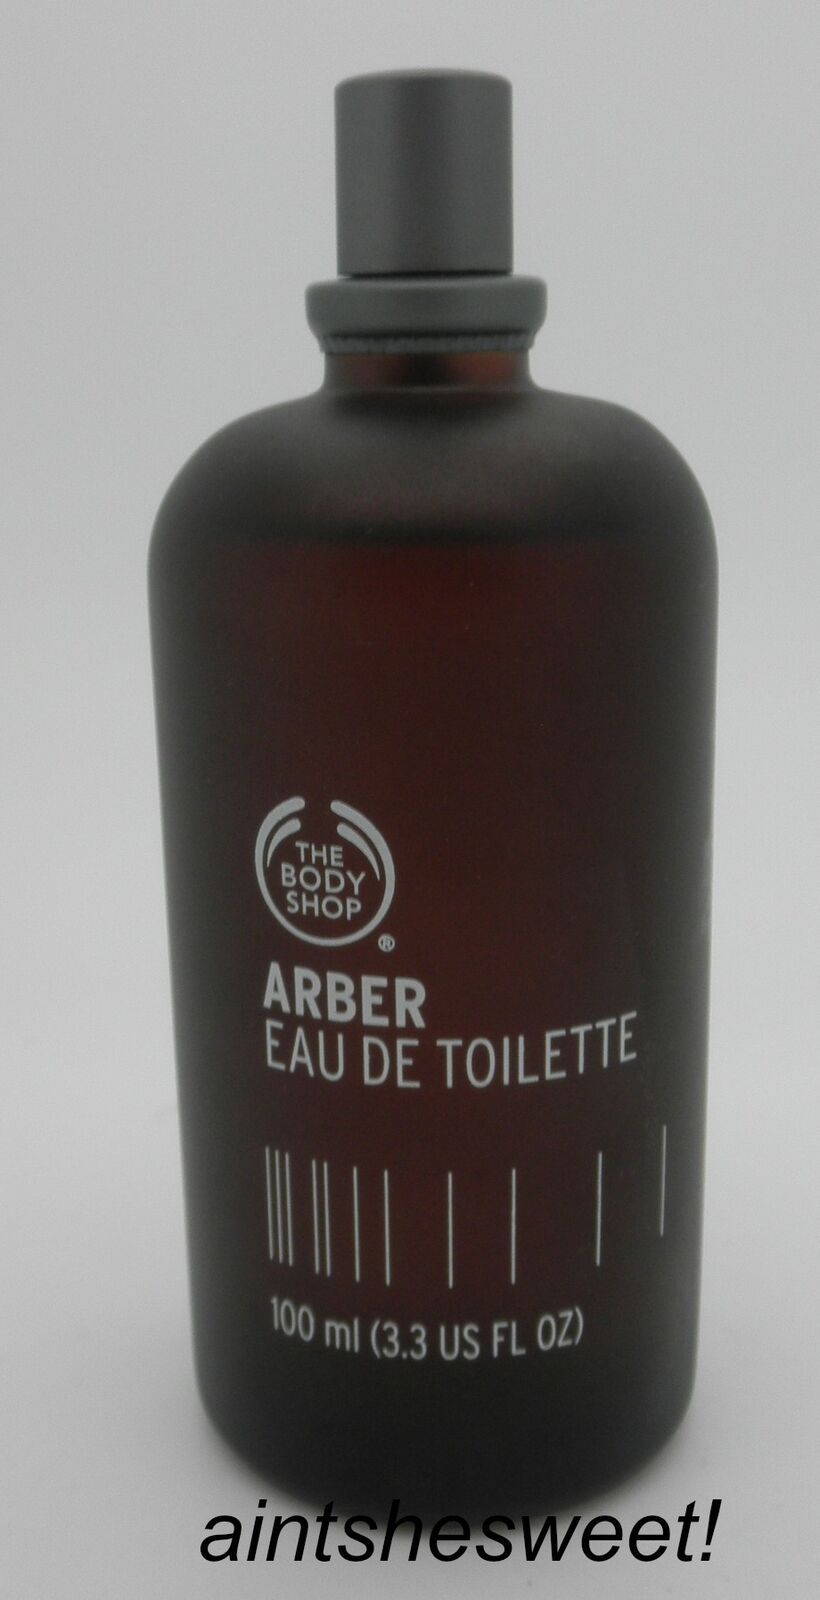 THE
BODY
SHOP
®
ARBER
EAU DE TOILETTE
100 ml (3.3 US FL OZ)
aintshesweet!